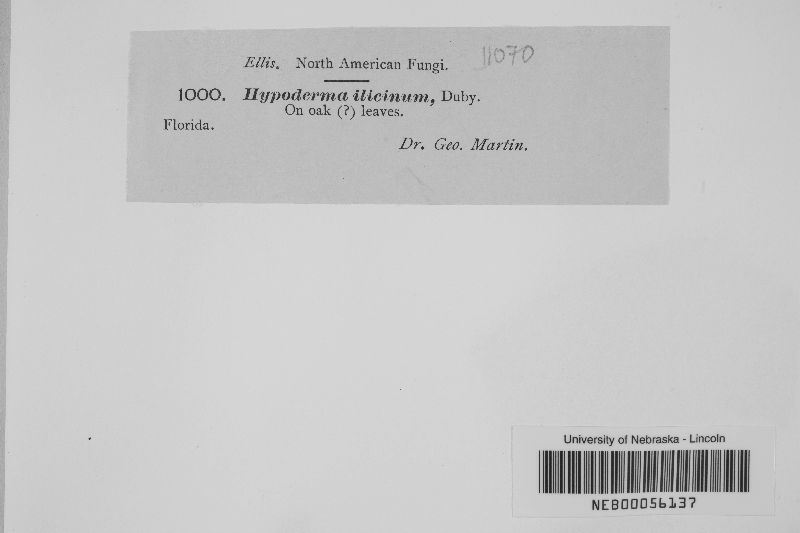 Ellis. North American Fungi. 11070
1000. Hypoderma ilicinum, Duby.
On oak (?) leaves.
Florida.
Dr. Geo. Martin.
University of Nebraska - Lincoln
NEB00056137